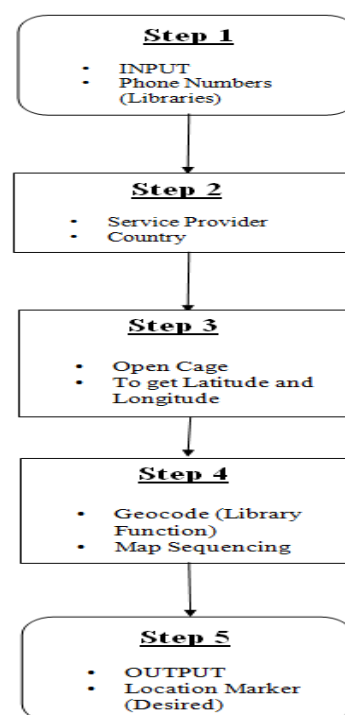 Step 1
• INPUT
• Phone Numbers
(Libraries)
Step 2
• Service Provider
• Country
Step 3
• Open Cage
• To get Latitude and
Longitude
Step 4
• Geocode (Library
Function)
• Map Sequencing
Step 5
• OUTPUT
• Location Marker
(Desired)